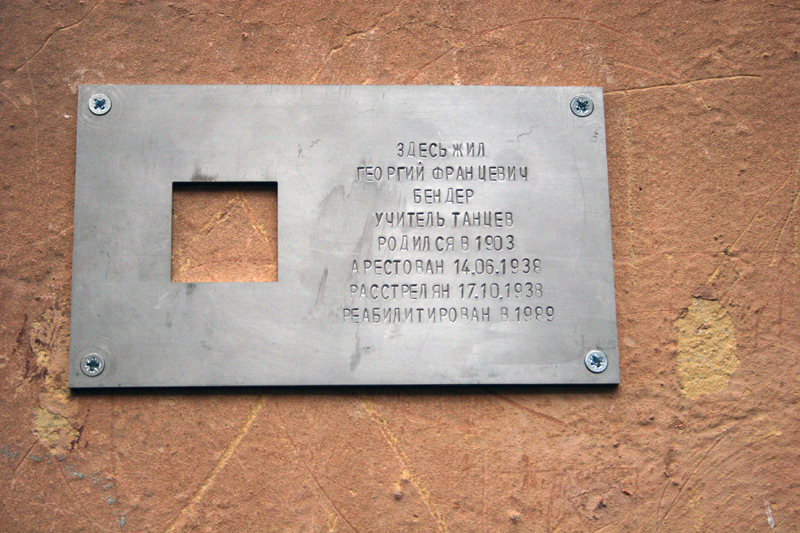 ЗДЕСЬ ЖИЛ
ГЕОРГИЙ ФРАНЦЕВИЧ
БЕНДЕР
УЧИТЕЛЬ ТАНЦЕВ
РОДИЛСЯ В 1903
АРЕСТОВАН 14.06.1938
РАССТРЕЛЯН 17.10.1938
РЕАБИЛИТИРОВАН В 1989